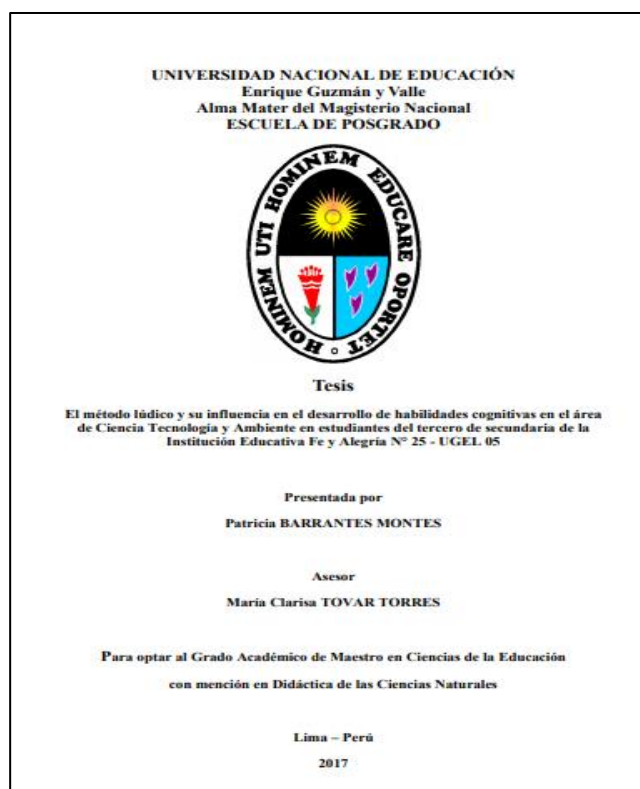 UNIVERSIDAD NACIONAL DE EDUCACIÓN
Enrique Guzmán y Valle
Alma Mater del Magisterio Nacional
ESCUELA DE POSGRADO
HOMINEM UTI HOMINEM EDUCARE OPORTET
Tesis
El método lúdico y su influencia en el desarrollo de habilidades cognitivas en el área
de Ciencia Tecnología y Ambiente en estudiantes del tercero de secundaria de la
Institución Educativa Fe y Alegría N° 25 - UGEL 05
Presentada por
Patricia BARRANTES MONTES
Asesor
María Clarisa TOVAR TORRES
Para optar al Grado Académico de Maestro en Ciencias de la Educación
con mención en Didáctica de las Ciencias Naturales
Lima – Perú
2017